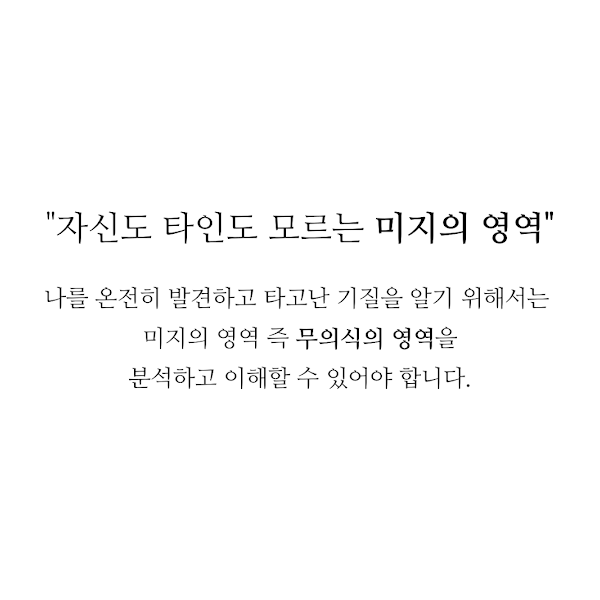 "자신도 타인도 모르는 미지의 영역"
나를 온전히 발견하고 타고난 기질을 알기 위해서는
미지의 영역 즉 무의식의 영역을
분석하고 이해할 수 있어야 합니다.